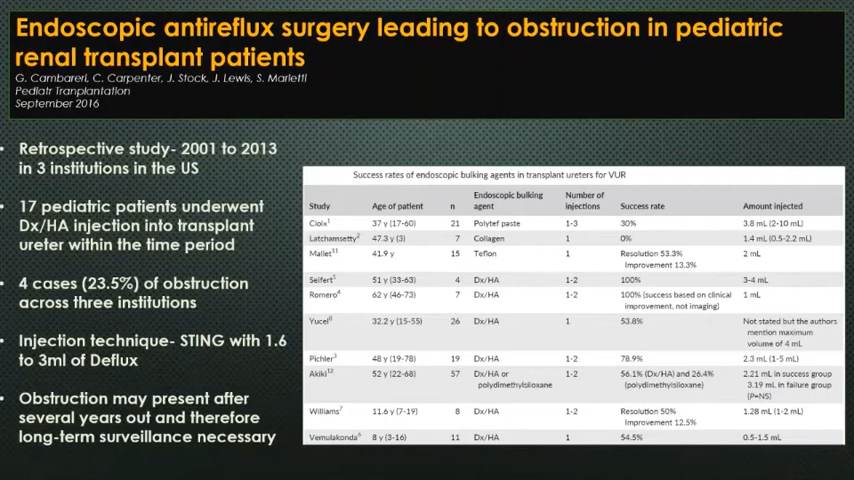 Endoscopic antireflux surgery leading to obstruction in pediatric
renal transplant patients
G. Cambareri, C. Carpenter, J. Stock, J. Lewis, S. Marietti
Pediatr Tranplantation
September 2016
• Retrospective study- 2001 to 2013
in 3 institutions in the US
• 17 pediatric patients underwent
Dx/HA injection into transplant
ureter within the time period
• 4 cases (23.5%) of obstruction
across three institutions
• Injection technique- STING with 1.6
to 3ml of Deflux
• Obstruction may present after
several years out and therefore
long-term surveillance necessary
Success rates of endoscopic bulking agents in transplant ureters for VUR
Study Age of patient n Endoscopic bulking agent Number of injections Success rate Amount injected
Cloix1 37 y (17-60) 21 Polytef paste 1-3 30% 3.8 mL (2-10 mL)
Latchamsetty2 47.3 y (3) 7 Collagen 1 0% 1.4 mL (0.5-2.2 mL)
Mallet11 41.9 y 15 Teflon 1 Resolution 53.3% 2 mL
Improvement 13.3%
Seifert5 51 y (33-63) 4 Dx/HA 1-2 100% 3-4 mL
Romero4 62 y (46-73) 7 Dx/HA 1-2 100% (success based on clinical 1 mL
improvement, not imaging)
Yucel8 32.2 y (15-55) 26 Dx/HA 1 53.8% Not stated but the authors
mention maximum
volume of 4 mL
Pichler3 48 y (19-78) 19 Dx/HA 1-2 78.9% 2.3 mL (1-5 mL)
Akiki12 52 y (22-68) 57 Dx/HA or 1-2 56.1% (Dx/HA) and 26.4% 2.21 mL in success group
polydimethylsiloxane (polydimethylsiloxane) 3.19 mL in failure group
(P=NS)
Williams7 11.6 y (7-19) 8 Dx/HA 1-2 Resolution 50% 1.28 mL (1-2 mL)
Improvement 12.5%
Vemulakonda6 8 y (3-16) 11 Dx/HA 1 54.5% 0.5-1.5 mL